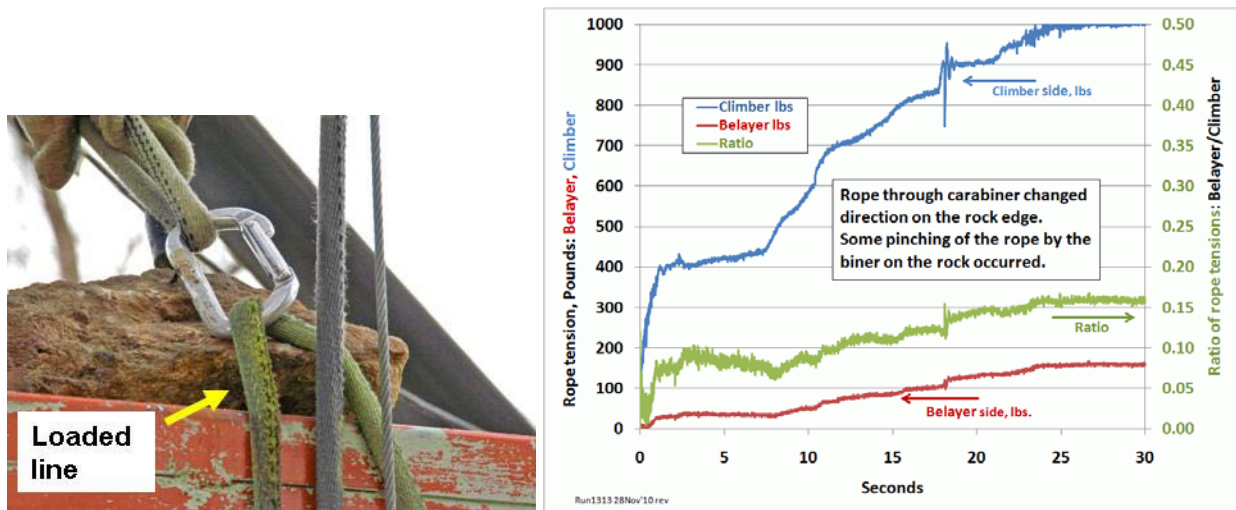 Loaded
line
1000
900
800
700
600
500
400
300
200
100
0
Rope tension, Pounds: Belayer, Climber
0.50
0.45
0.40
0.35
0.30
0.25
0.20
0.15
0.10
0.05
0.00
Ratio of rope tensions: Belayer/Climber
Climber lbs
Belayer lbs
Ratio
Climber side, lbs
Rope through carabiner changed
direction on the rock edge.
Some pinching of the rope by the
biner on the rock occurred.
Ratio
Belayer side, lbs.
0
5
10
15
20
25
30
Seconds
Run1313 28Nov'10 rev